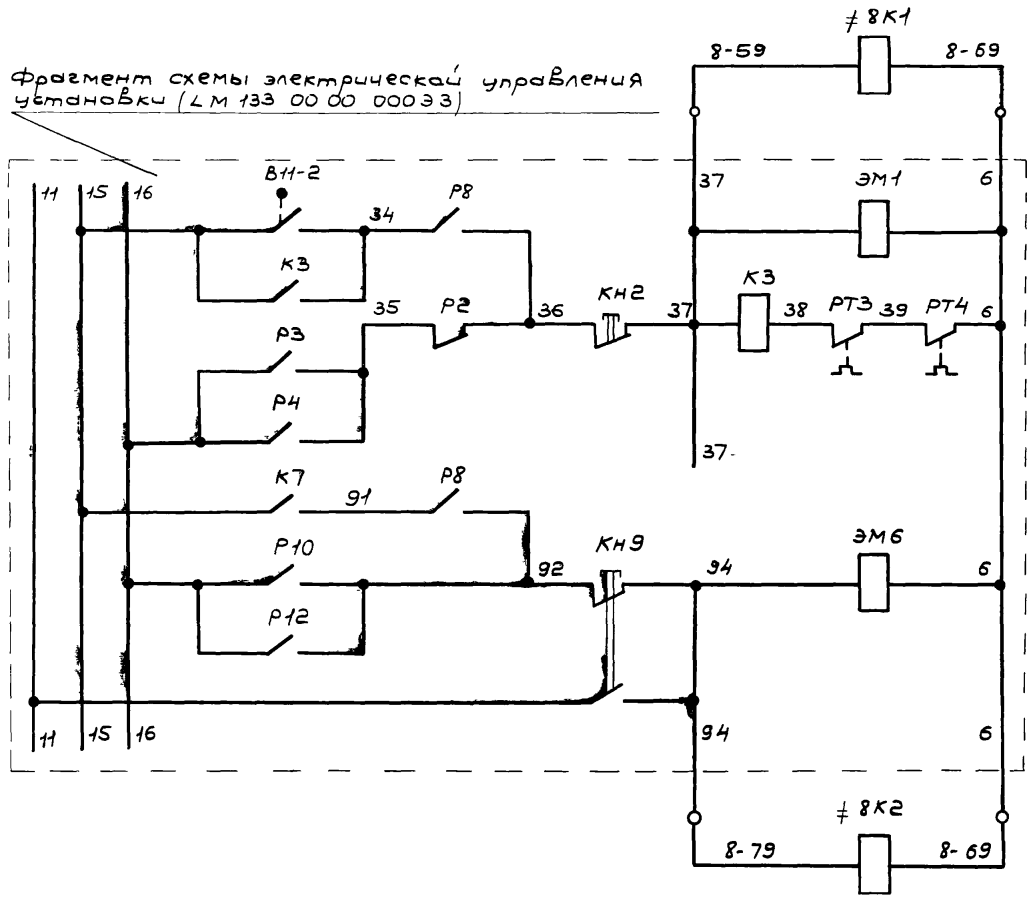 ≠ 8К1
8-59
8-69
Фрагмент схемы электрической управления
установки (LM 133 00 00 000ЭЗ)
11
15
16
В11-2
34
Р8
37
ЭМ1
6
К3
35
Р2
36
КН2
37
К3
38
РТ3
39
РТ4
6
Р3
Р4
37
К7
91
Р8
Р10
92
КН9
94
ЭМ6
6
Р12
11
15
16
94
6
≠ 8К2
8-79
8-69